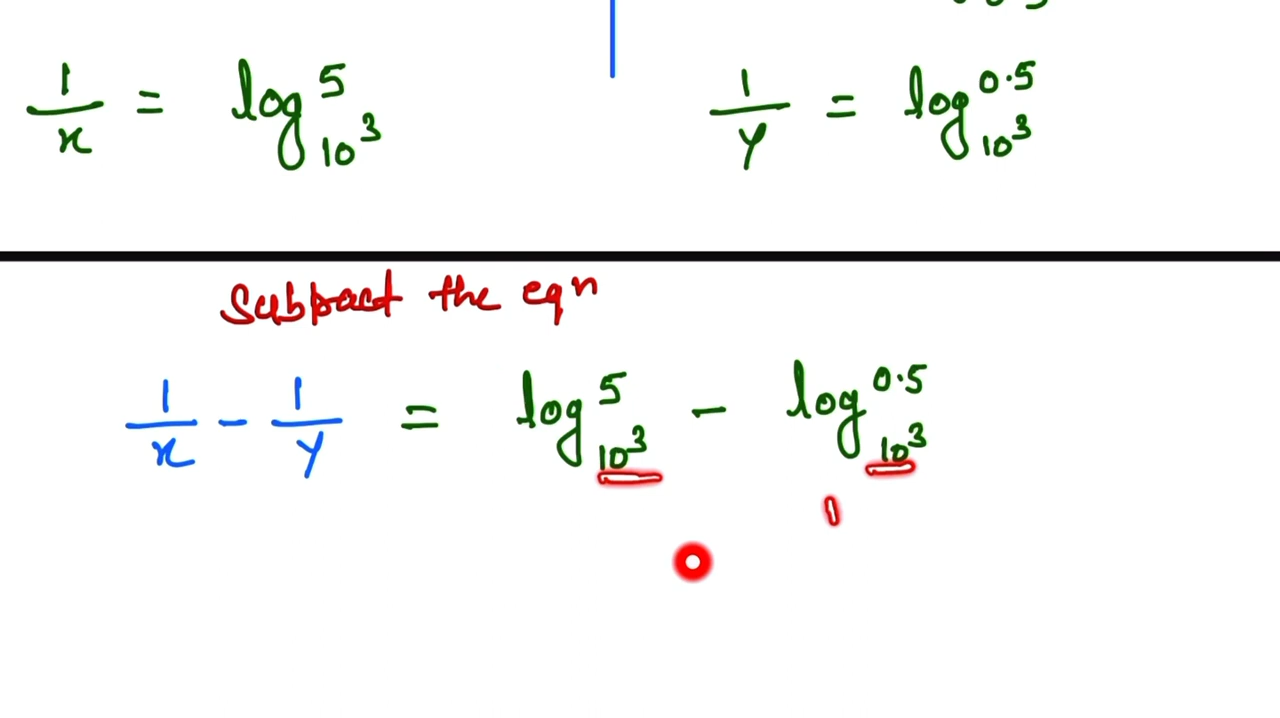 1/x = log_{10^3}^{5}
1/y = log_{10^3}^{0.5}
Subtract the eqn
1/x - 1/y = log_{10^3}^{5} - log_{10^3}^{0.5}